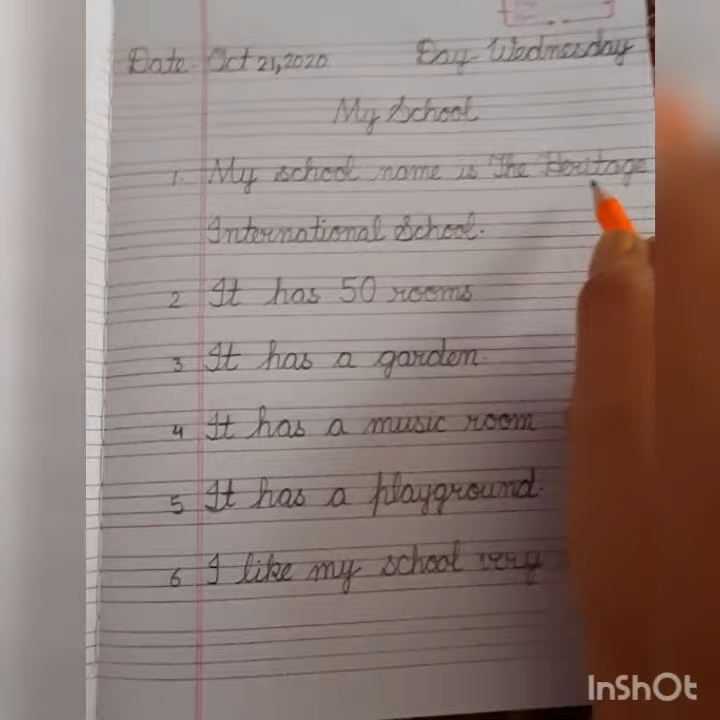 Date- Oct 21, 2020 Day- Wednesday
My School
1. My school name is The Heritage
International School.
2 It has 50 rooms
3 It has a garden.
4 It has a music room
5 It has a playground.
6 I like my school very
InShOt